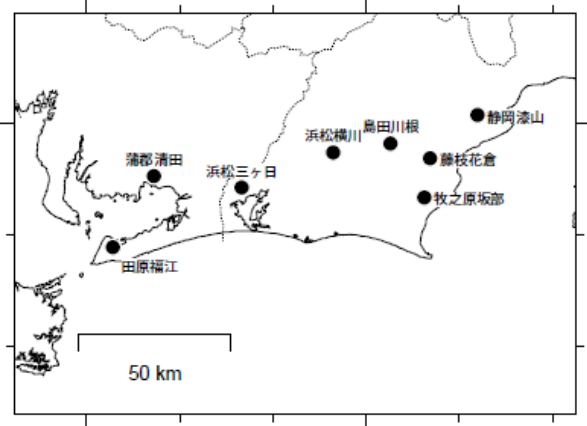 静岡漆山
島田川根
浜松横川
藤枝花倉
蒲郡清田
浜松三ヶ日
牧之原坂部
田原福江
50 km